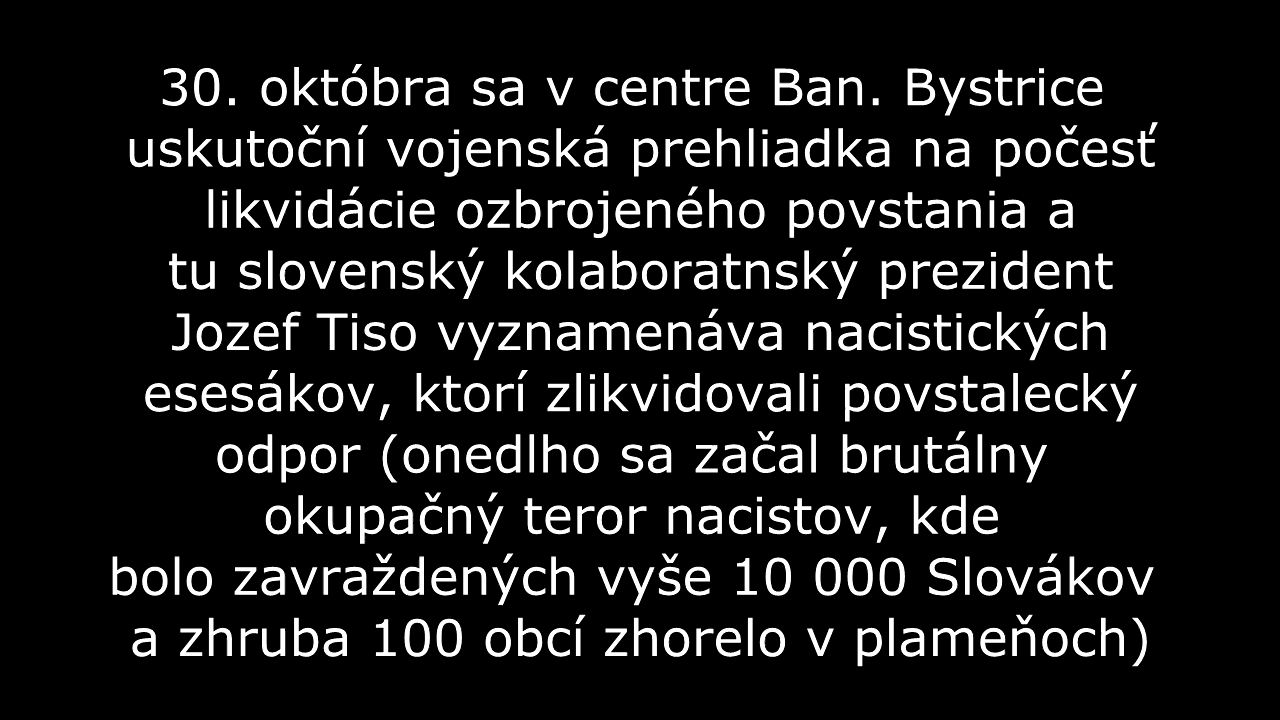 30. októbra sa v centre Ban. Bystrice
uskutoční vojenská prehliadka na počesť
likvidácie ozbrojeného povstania a
tu slovenský kolaboratnský prezident
Jozef Tiso vyznamenáva nacistických
esesákov, ktorí zlikvidovali povstalecký
odpor (onedlho sa začal brutálny
okupačný teror nacistov, kde
bolo zavraždených vyše 10 000 Slovákov
a zhruba 100 obcí zhorelo v plameňoch)